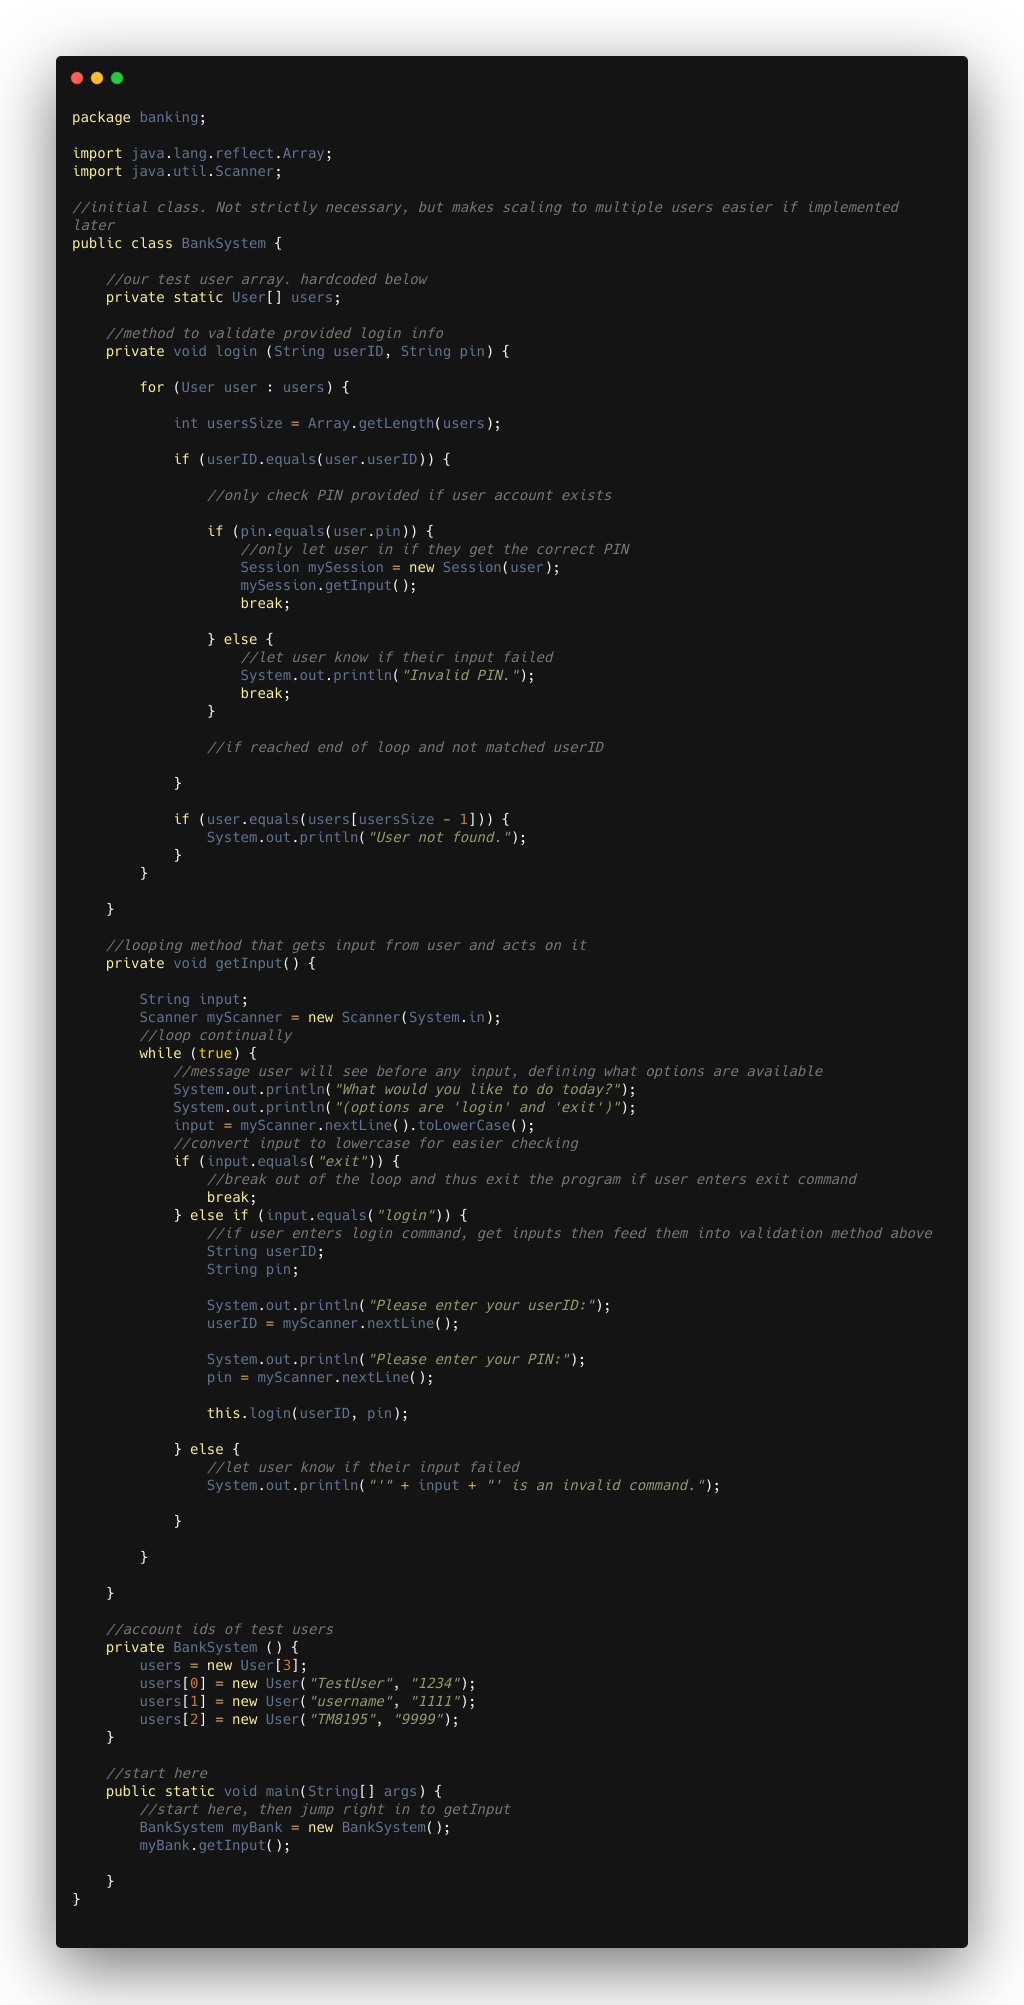 package banking;
import java.lang.reflect.Array;
import java.util.Scanner;
//initial class. Not strictly necessary, but makes scaling to multiple users easier if implemented
later
public class BankSystem {
//our test user array. hardcoded below
private static User[] users;
//method to validate provided login info
private void login (String userID, String pin) {
for (User user : users) {
int usersSize = Array.getLength(users);
if (userID.equals(user.userID)) {
//only check PIN provided if user account exists
if (pin.equals(user.pin)) {
//only let user in if they get the correct PIN
Session mySession = new Session(user);
mySession.getInput();
break;
} else {
//let user know if their input failed
System.out.println("Invalid PIN.");
break;
}
//if reached end of loop and not matched userID
}
if (user.equals(users[usersSize - 1])) {
System.out.println("User not found.");
}
}
}
//looping method that gets input from user and acts on it
private void getInput() {
String input;
Scanner myScanner = new Scanner(System.in);
//loop continually
while (true) {
//message user will see before any input, defining what options are available
System.out.println("What would you like to do today?");
System.out.println("(options are 'login' and 'exit')");
input = myScanner.nextLine().toLowerCase();
//convert input to lowercase for easier checking
if (input.equals("exit")) {
//break out of the loop and thus exit the program if user enters exit command
break;
} else if (input.equals("login")) {
//if user enters login command, get inputs then feed them into validation method above
String userID;
String pin;
System.out.println("Please enter your userID:");
userID = myScanner.nextLine();
System.out.println("Please enter your PIN:");
pin = myScanner.nextLine();
this.login(userID, pin);
} else {
//let user know if their input failed
System.out.println("'" + input + "' is an invalid command.");
}
}
}
//account ids of test users
private BankSystem () {
users = new User[3];
users[0] = new User("TestUser", "1234");
users[1] = new User("username", "1111");
users[2] = new User("TM8195", "9999");
}
//start here
public static void main(String[] args) {
//start here, then jump right in to getInput
BankSystem myBank = new BankSystem();
myBank.getInput();
}
}